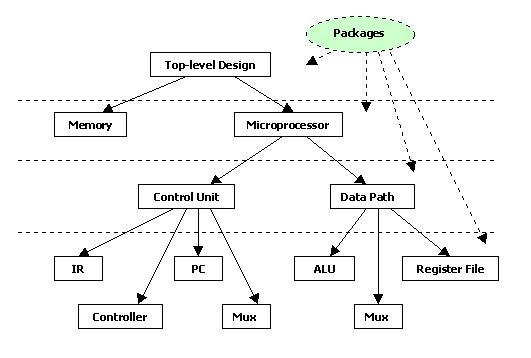 Packages
Top-level Design
Memory
Microprocessor
Control Unit
Data Path
IR
PC
ALU
Register File
Controller
Mux
Mux